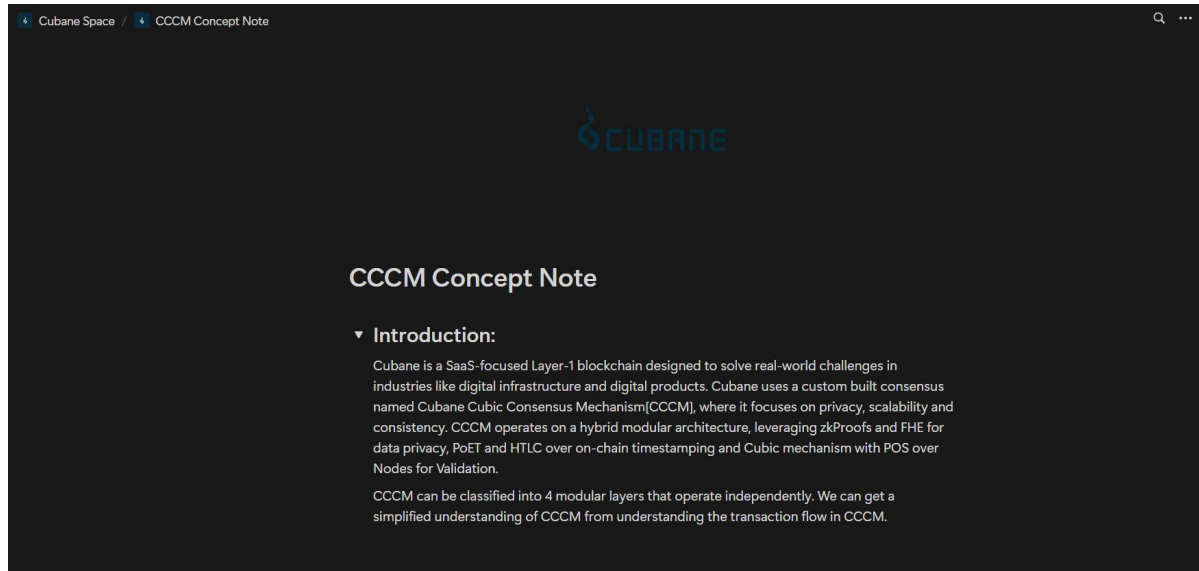 Cubane Space / CCCM Concept Note
CUBANE
CCCM Concept Note
Introduction:
Cubane is a SaaS-focused Layer-1 blockchain designed to solve real-world challenges in
industries like digital infrastructure and digital products. Cubane uses a custom built consensus
named Cubane Cubic Consensus Mechanism[CCCM], where it focuses on privacy, scalability and
consistency. CCCM operates on a hybrid modular architecture, leveraging zkProofs and FHE for
data privacy, PoET and HTLC over on-chain timestamping and Cubic mechanism with POS over
Nodes for Validation.
CCCM can be classified into 4 modular layers that operate independently. We can get a
simplified understanding of CCCM from understanding the transaction flow in CCCM.